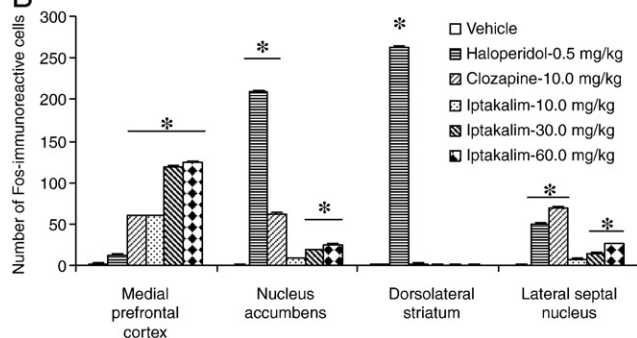 B
Number of Fos-immunoreactive cells
300
250
200
150
100
50
0
*
*
*
*
*
*
Vehicle
Haloperidol-0.5 mg/kg
Clozapine-10.0 mg/kg
Iptakalim-10.0 mg/kg
Iptakalim-30.0 mg/kg
Iptakalim-60.0 mg/kg
Medial
prefrontal
cortex
Nucleus
accumbens
Dorsolateral
striatum
Lateral septal
nucleus